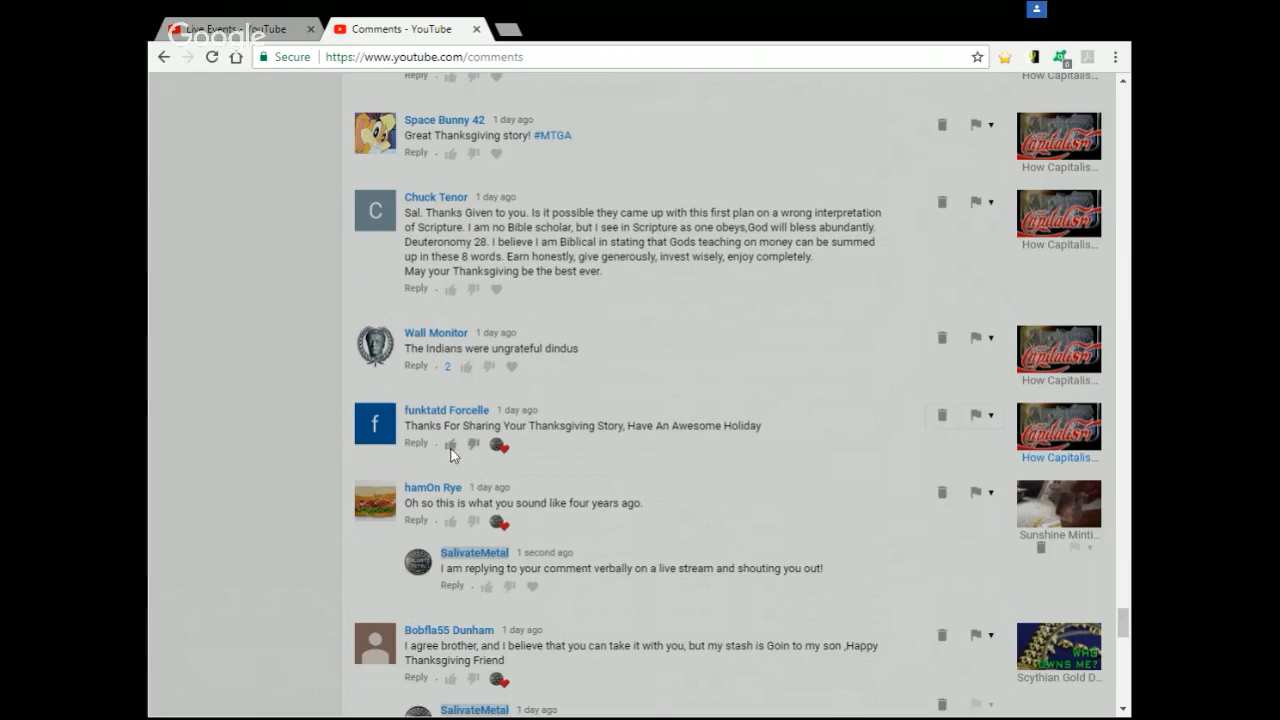 Live Events - YouTube
Comments - YouTube
Google
Secure
https://www.youtube.com/comments
Reply
How Capitalis...
Space Bunny 42 1 day ago
Great Thanksgiving story! #MTGA
Reply
Capitalism
How Capitalis...
C
Chuck Tenor 1 day ago
Sal. Thanks Given to you. Is it possible they came up with this first plan on a wrong interpretation
of Scripture. I am no Bible scholar, but I see in Scripture as one obeys,God will bless abundantly.
Deuteronomy 28. I believe I am Biblical in stating that Gods teaching on money can be summed
up in these 8 words. Earn honestly, give generously, invest wisely, enjoy completely.
May your Thanksgiving be the best ever.
Reply
Capitalism
How Capitalis...
Wall Monitor 1 day ago
The Indians were ungrateful dindus
Reply 2
Capitalism
How Capitalis...
f
funktatd Forcelle 1 day ago
Thanks For Sharing Your Thanksgiving Story, Have An Awesome Holiday
Reply
Capitalism
How Capitalis...
hamOn Rye 1 day ago
Oh so this is what you sound like four years ago.
Reply
Sunshine Minti...
SalivateMetal 1 second ago
I am replying to your comment verbally on a live stream and shouting you out!
Reply
Bobfla55 Dunham 1 day ago
I agree brother, and I believe that you can take it with you, but my stash is Goin to my son ,Happy
Thanksgiving Friend
Reply
WHO
OWNS ME?
Scythian Gold D...
SalivateMetal 1 day ago